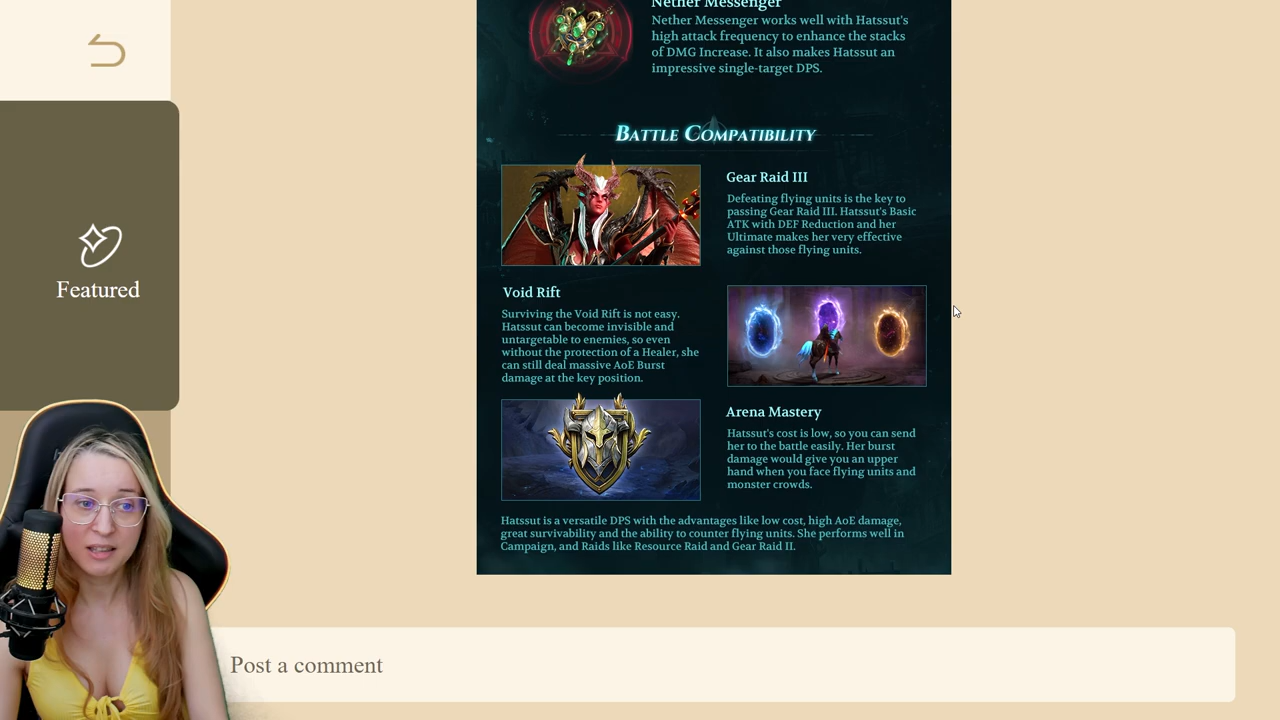 Nether Messenger
Nether Messenger works well with Hatssut's
high attack frequency to enhance the stacks
of DMG Increase. It also makes Hatssut an
impressive single-target DPS.
Battle Compatibility
Gear Raid III
Defeating flying units is the key to
passing Gear Raid III. Hatssut's Basic
ATK with DEF Reduction and her
Ultimate makes her very effective
against those flying units.
Featured
Void Rift
Surviving the Void Rift is not easy.
Hatssut can become invisible and
untargetable to enemies, so even
without the protection of a Healer, she
can still deal massive AoE Burst
damage at the key position.
Arena Mastery
Hatssut's cost is low, so you can send
her to the battle easily. Her burst
damage would give you an upper
hand when you face flying units and
monster crowds.
Hatssut is a versatile DPS with the advantages like low cost, high AoE damage,
great survivability and the ability to counter flying units. She performs well in
Campaign, and Raids like Resource Raid and Gear Raid II.
Post a comment